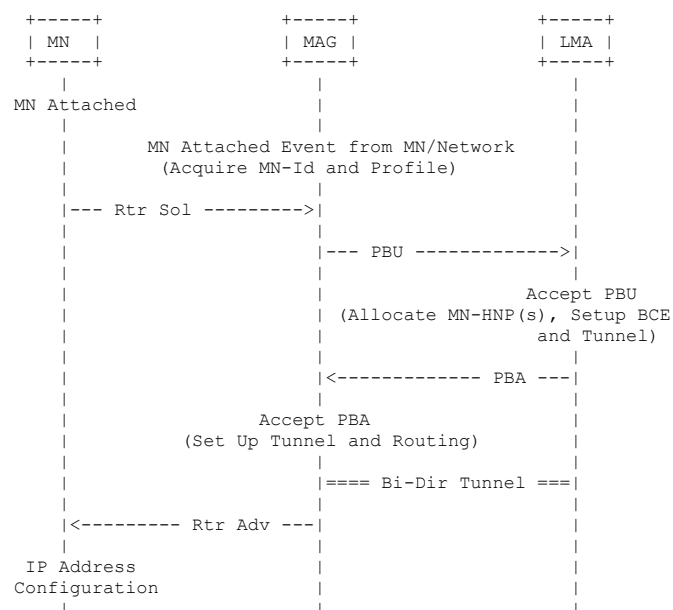 +-----+                +-----+                +-----+
| MN  |                | MAG |                | LMA |
+-----+                +-----+                +-----+
   |                      |                      |
MN Attached               |                      |
   |                      |                      |
   |       MN Attached Event from MN/Network     |
   |        (Acquire MN-Id and Profile)          |
   |                      |                      |
   |--- Rtr Sol --------->|                      |
   |                      |                      |
   |                      |--- PBU ------------->|
   |                      |                      |
   |                      |                  Accept PBU
   |                      | (Allocate MN-HNP(s), Setup BCE
   |                      |                  and Tunnel)
   |                      |                      |
   |                      |<------------- PBA ---|
   |                      |                      |
   |                 Accept PBA                  |
   |          (Set Up Tunnel and Routing)        |
   |                      |                      |
   |                      |==== Bi-Dir Tunnel ===|
   |                      |                      |
   |<--------- Rtr Adv ---|                      |
   |                      |                      |
IP Address                |                      |
Configuration             |                      |
   |                      |                      |